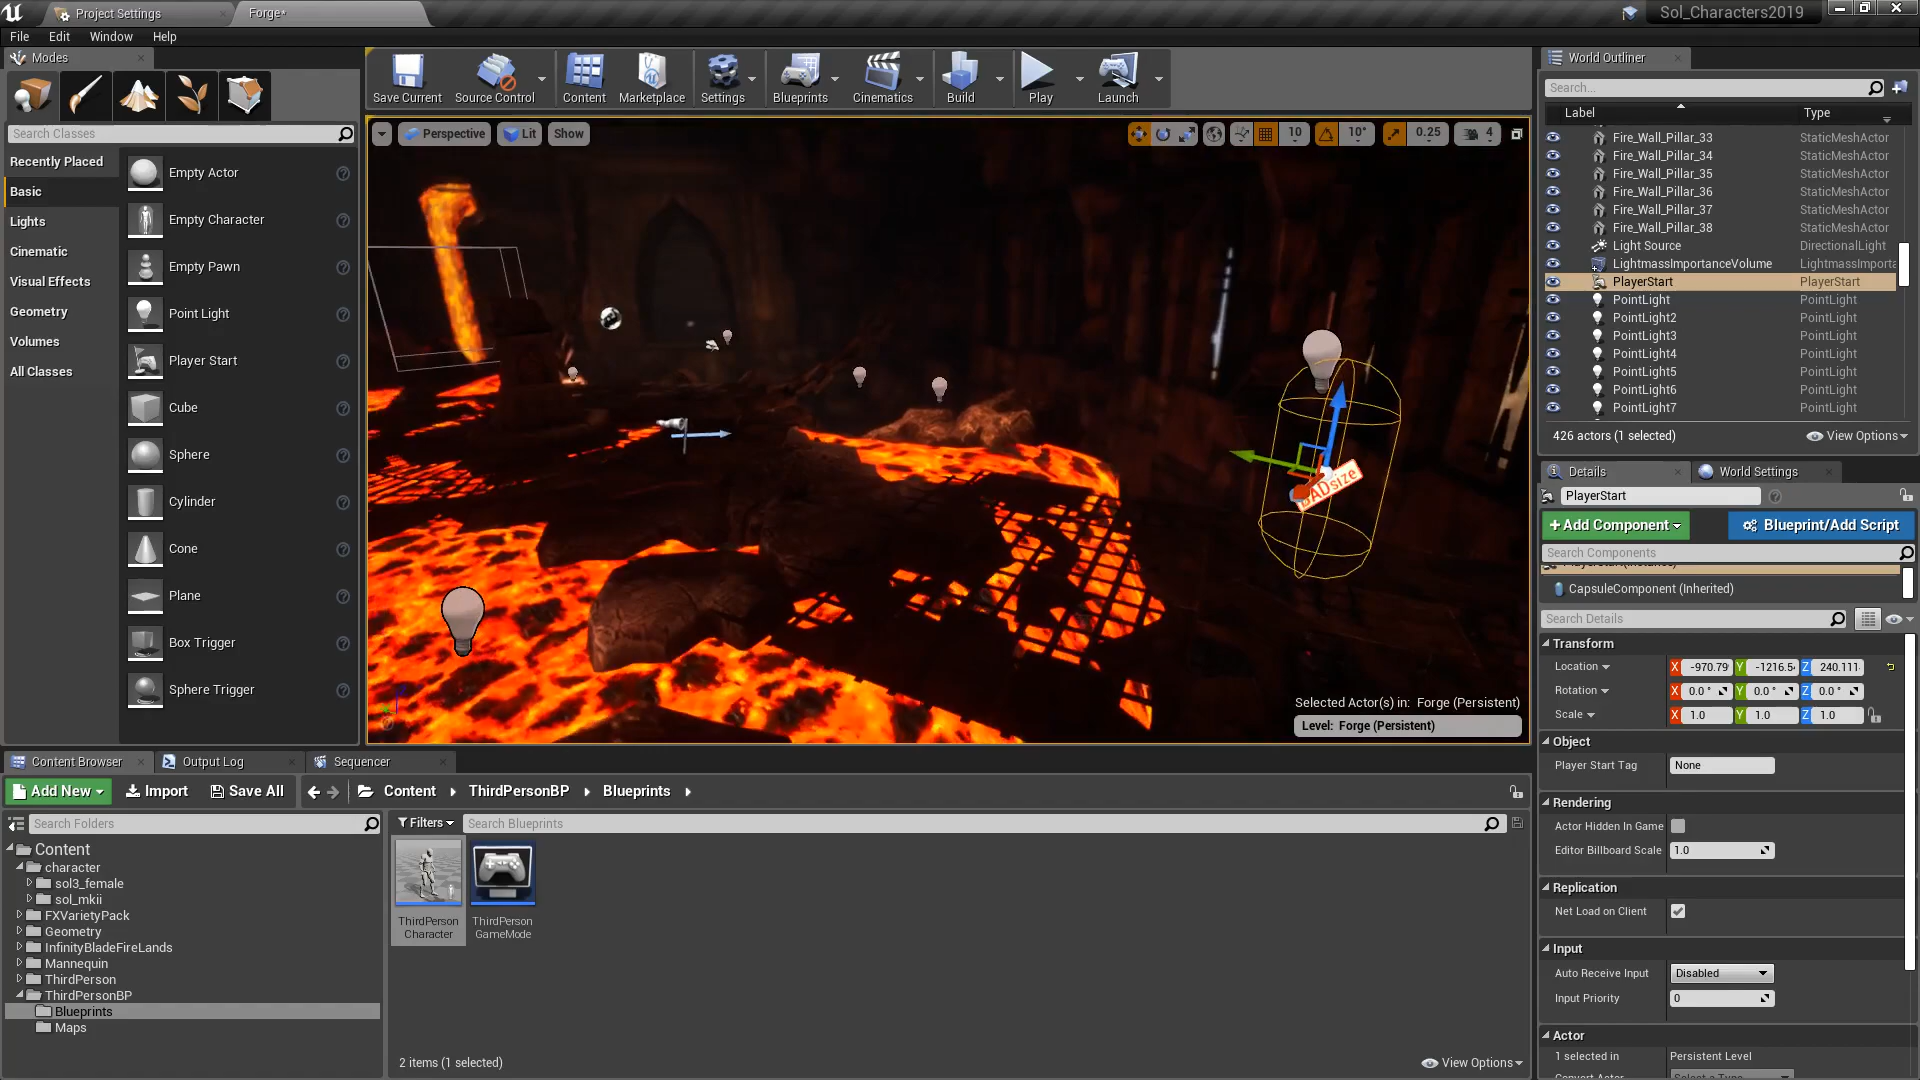 Project Settings
Forge*
Sol_Characters2019
File Edit Window Help
Modes
Search Classes
Recently Placed
Basic
Lights
Cinematic
Visual Effects
Geometry
Volumes
All Classes
Empty Actor
Empty Character
Empty Pawn
Point Light
Player Start
Cube
Sphere
Cylinder
Cone
Plane
Box Trigger
Sphere Trigger
Save Current
Source Control
Content
Marketplace
Settings
Blueprints
Cinematics
Build
Play
Launch
Perspective
Lit
Show
10
10°
0.25
4
ADsize
Selected Actor(s) in: Forge (Persistent)
Level: Forge (Persistent)
World Outliner
Search...
Label Type
Fire_Wall_Pillar_33 StaticMeshActor
Fire_Wall_Pillar_34 StaticMeshActor
Fire_Wall_Pillar_35 StaticMeshActor
Fire_Wall_Pillar_36 StaticMeshActor
Fire_Wall_Pillar_37 StaticMeshActor
Fire_Wall_Pillar_38 StaticMeshActor
Light Source DirectionalLight
LightmassImportanceVolume LightmassImporta
PlayerStart PlayerStart
PointLight PointLight
PointLight2 PointLight
PointLight3 PointLight
PointLight4 PointLight
PointLight5 PointLight
PointLight6 PointLight
PointLight7 PointLight
426 actors (1 selected)
View Options
Details
World Settings
PlayerStart
+Add Component
Blueprint/Add Script
Search Components
CapsuleComponent (Inherited)
Search Details
Transform
Location X -970.79 Y -1216.5 Z 240.111
Rotation X 0.0° Y 0.0° Z 0.0°
Scale X 1.0 Y 1.0 Z 1.0
Object
Player Start Tag None
Rendering
Actor Hidden In Game
Editor Billboard Scale 1.0
Replication
Net Load on Client
Input
Auto Receive Input Disabled
Input Priority 0
Actor
1 selected in Persistent Level
Content Browser
Output Log
Sequencer
Add New
Import
Save All
Content
ThirdPersonBP
Blueprints
Search Folders
Filters
Search Blueprints
Content
character
sol3_female
sol_mkii
FXVarietyPack
Geometry
InfinityBladeFireLands
Mannequin
ThirdPerson
ThirdPersonBP
Blueprints
Maps
ThirdPerson
Character
ThirdPerson
GameMode
2 items (1 selected)
View Options